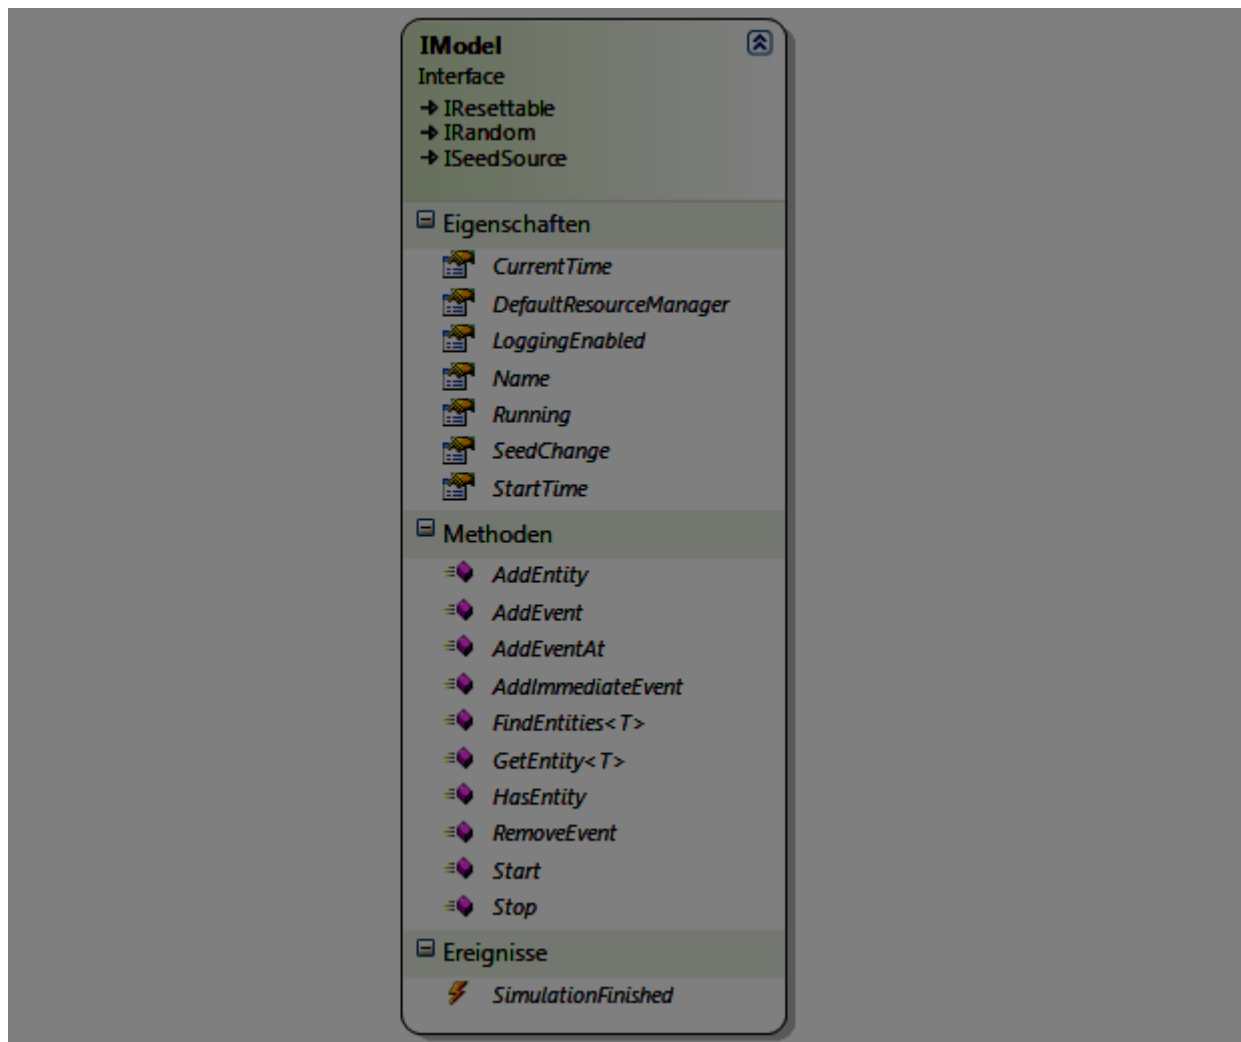 IModel
Interface
IResettable
IRandom
ISeedSource
Eigenschaften
CurrentTime
DefaultResourceManager
LoggingEnabled
Name
Running
SeedChange
StartTime
Methoden
AddEntity
AddEvent
AddEventAt
AddImmediateEvent
FindEntities<T>
GetEntity<T>
HasEntity
RemoveEvent
Start
Stop
Ereignisse
SimulationFinished